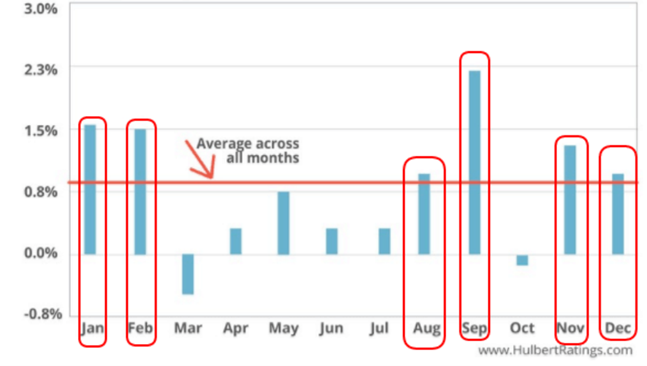 3.0%
2.3%
1.5%
0.8%
0.0%
-0.8%
Average across
all months
Jan Feb Mar Apr May Jun Jul Aug Sep Oct Nov Dec
www.HulbertRatings.com